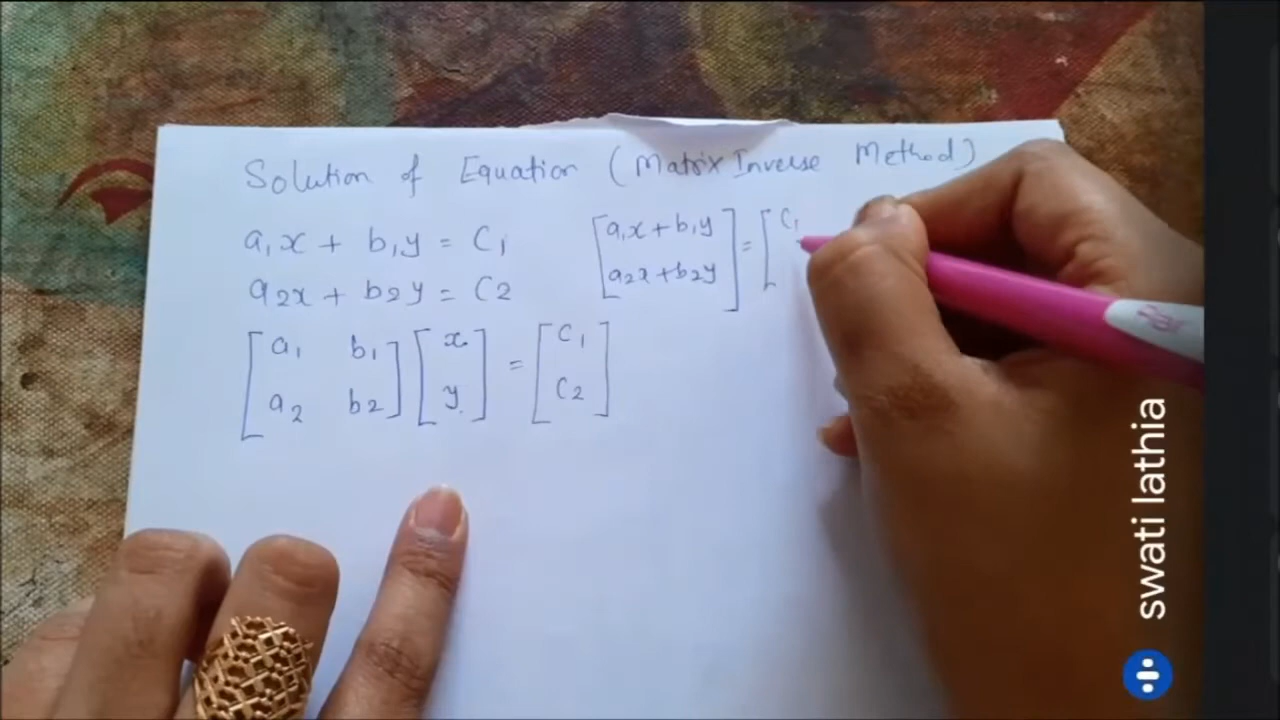 Solution of Equation (Matrix Inverse Method)
a₁x + b₁y = C₁
a₂x + b₂y = C₂
[a₁x + b₁y] = [C₁
[a₂x + b₂y]
[a₁ b₁] [x] = [C₁]
[a₂ b₂] [y] = [C₂]
swati lathia